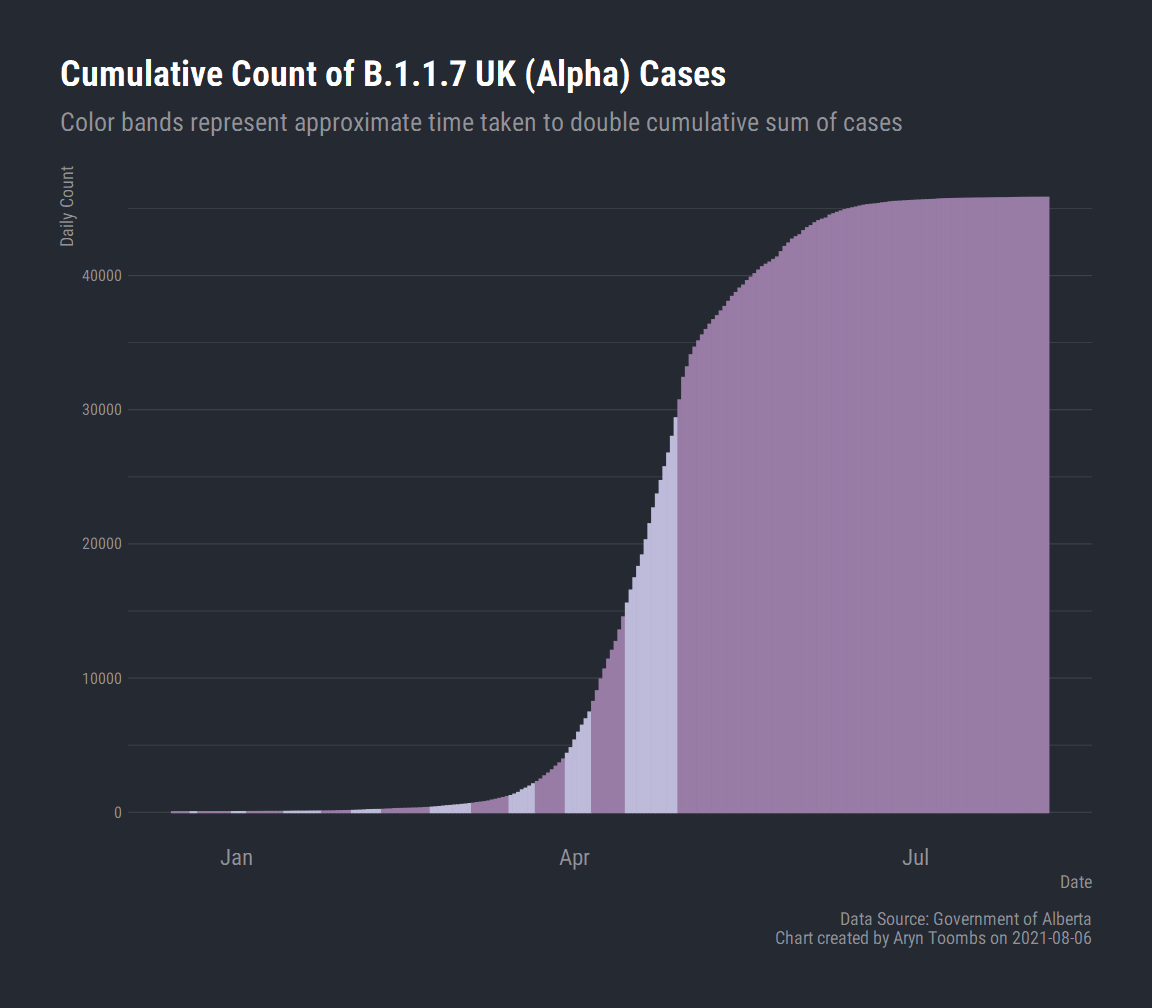 Cumulative Count of B.1.1.7 UK (Alpha) Cases
Color bands represent approximate time taken to double cumulative sum of cases
Daily Count
40000
30000
20000
10000
0
Jan Apr Jul
Date
Data Source: Government of Alberta
Chart created by Aryn Toombs on 2021-08-06